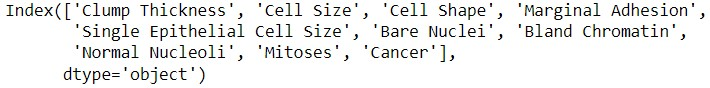 Index(['Clump Thickness', 'Cell Size', 'Cell Shape', 'Marginal Adhesion',
       'Single Epithelial Cell Size', 'Bare Nuclei', 'Bland Chromatin',
       'Normal Nucleoli', 'Mitoses', 'Cancer'],
      dtype='object')